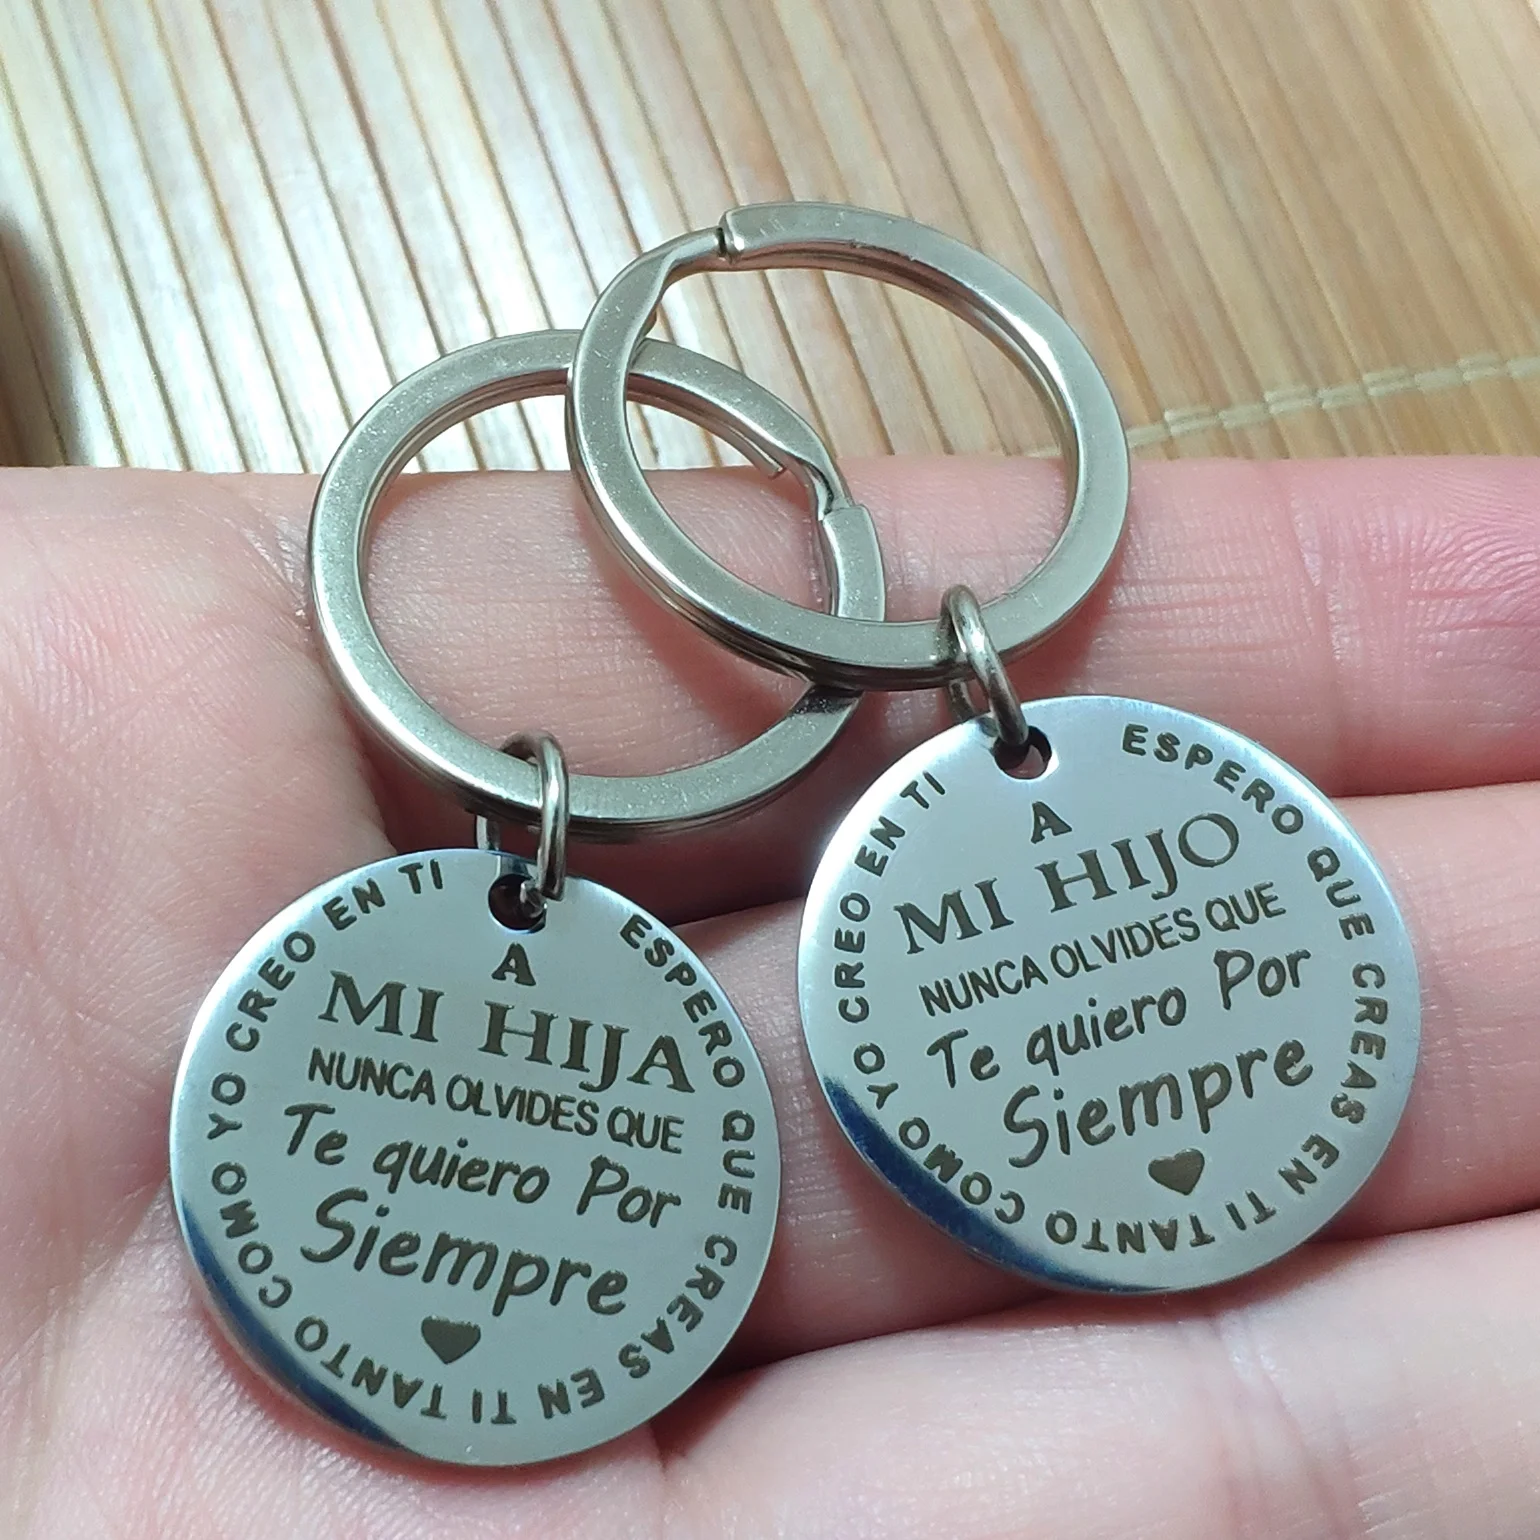 A
MI HIJA
NUNCA OLVIDES QUE
Te quiero Por
Siempre
ESPERO QUE CREAS EN TI TANTO COMO YO CREO EN TI
A
MI HIJO
NUNCA OLVIDES QUE
Te quiero Por
Siempre
ESPERO QUE CREAS EN TI TANTO COMO YO CREO EN TI